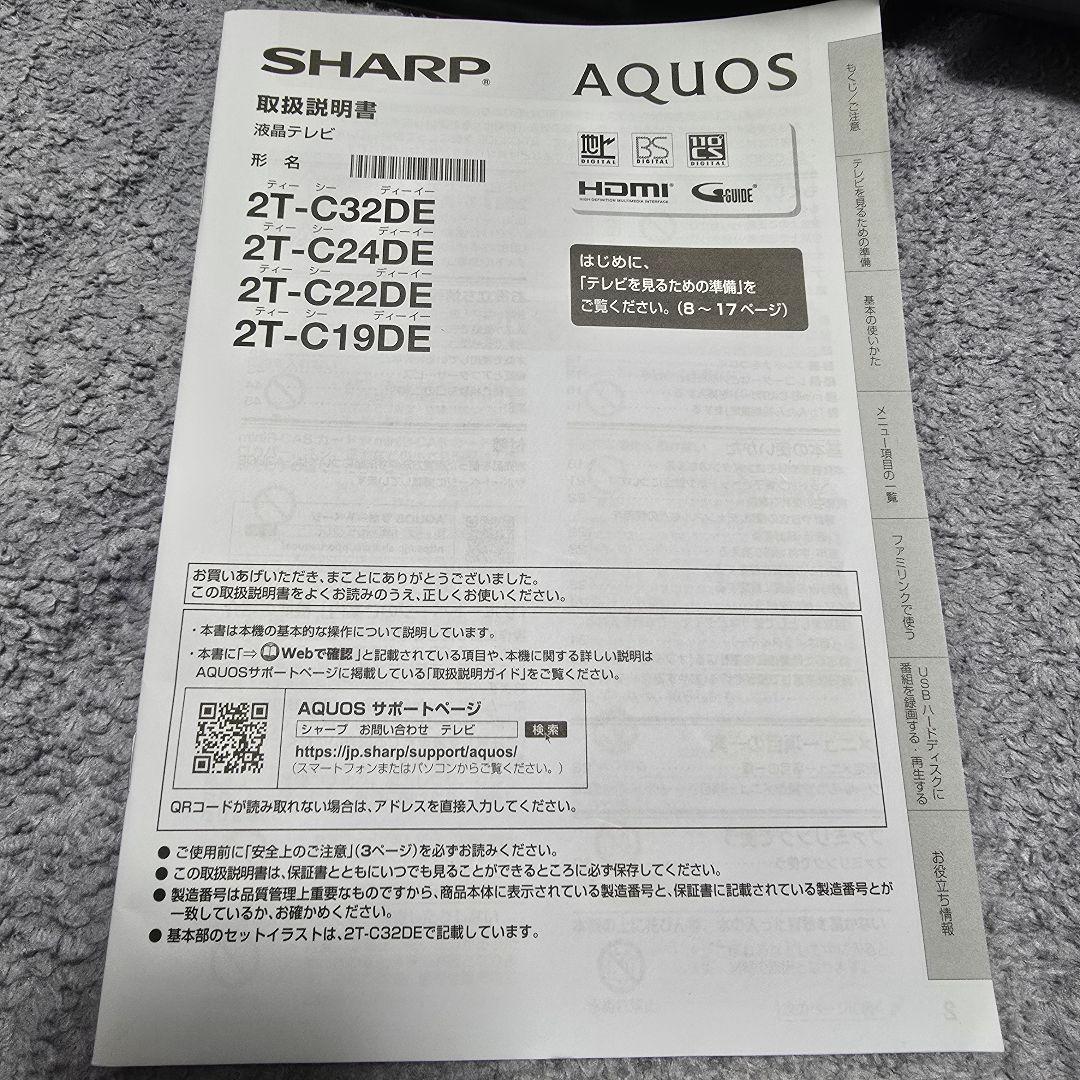 SHARP®
AQUOS
取扱説明書
液晶テレビ
形 名
ティー シー ディーイー
2T-C32DE
ティー シー ディーイー
2T-C24DE
ティー シー ディーイー
2T-C22DE
ティー シー ディーイー
2T-C19DE
地上 DIGITAL
BS DIGITAL
110°CS DIGITAL
HDMI®
HIGH DEFINITION MULTIMEDIA INTERFACE
G-GUIDE®
はじめに、
「テレビを見るための準備」を
ご覧ください。(8～17ページ)
もくじ/ご注意
テレビを見るための準備
基本の使いかた
メニュー項目の一覧
ファミリンクで使う
USBハードディスクに
番組を録画する・再生する
お役立ち情報
お買いあげいただき、まことにありがとうございました。
この取扱説明書をよくお読みのうえ、正しくお使いください。
・本書は本機の基本的な操作について説明しています。
・本書に「⇒Webで確認」と記載されている項目や、本機に関する詳しい説明は
AQUOSサポートページに掲載している「取扱説明ガイド」をご覧ください。
AQUOS サポートページ
シャープ お問い合わせ テレビ 検索
https://jp.sharp/support/aquos/
(スマートフォンまたはパソコンからご覧ください。)
QRコードが読み取れない場合は、アドレスを直接入力してください。
● ご使用前に「安全上のご注意」(3ページ)を必ずお読みください。
● この取扱説明書は、保証書とともにいつでも見ることができるところに必ず保存してください。
● 製造番号は品質管理上重要なものですから、商品本体に表示されている製造番号と、保証書に記載されている製造番号とが
一致しているか、お確かめください。
● 基本部のセットイラストは、2T-C32DEで記載しています。